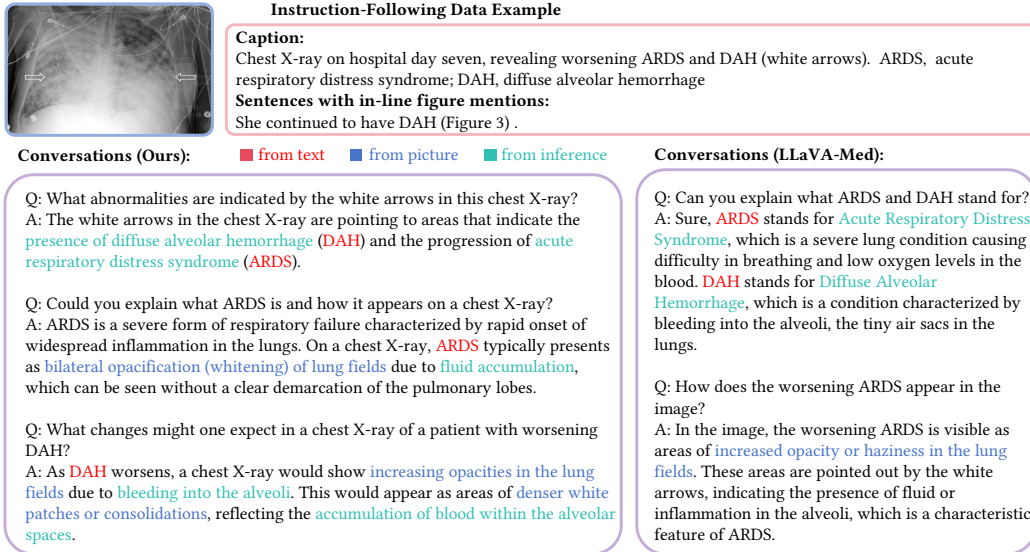 Instruction-Following Data Example
Caption:
Chest X-ray on hospital day seven, revealing worsening ARDS and DAH (white arrows). ARDS, acute
respiratory distress syndrome; DAH, diffuse alveolar hemorrhage
Sentences with in-line figure mentions:
She continued to have DAH (Figure 3) .
Conversations (Ours):
from text
from picture
from inference
Q: What abnormalities are indicated by the white arrows in this chest X-ray?
A: The white arrows in the chest X-ray are pointing to areas that indicate the
presence of diffuse alveolar hemorrhage (DAH) and the progression of acute
respiratory distress syndrome (ARDS).
Q: Could you explain what ARDS is and how it appears on a chest X-ray?
A: ARDS is a severe form of respiratory failure characterized by rapid onset of
widespread inflammation in the lungs. On a chest X-ray, ARDS typically presents
as bilateral opacification (whitening) of lung fields due to fluid accumulation,
which can be seen without a clear demarcation of the pulmonary lobes.
Q: What changes might one expect in a chest X-ray of a patient with worsening
DAH?
A: As DAH worsens, a chest X-ray would show increasing opacities in the lung
fields due to bleeding into the alveoli. This would appear as areas of denser white
patches or consolidations, reflecting the accumulation of blood within the alveolar
spaces.
Conversations (LLaVA-Med):
Q: Can you explain what ARDS and DAH stand for?
A: Sure, ARDS stands for Acute Respiratory Distress
Syndrome, which is a severe lung condition causing
difficulty in breathing and low oxygen levels in the
blood. DAH stands for Diffuse Alveolar
Hemorrhage, which is a condition characterized by
bleeding into the alveoli, the tiny air sacs in the
lungs.
Q: How does the worsening ARDS appear in the
image?
A: In the image, the worsening ARDS is visible as
areas of increased opacity or haziness in the lung
fields. These areas are pointed out by the white
arrows, indicating the presence of fluid or
inflammation in the alveoli, which is a characteristic
feature of ARDS.